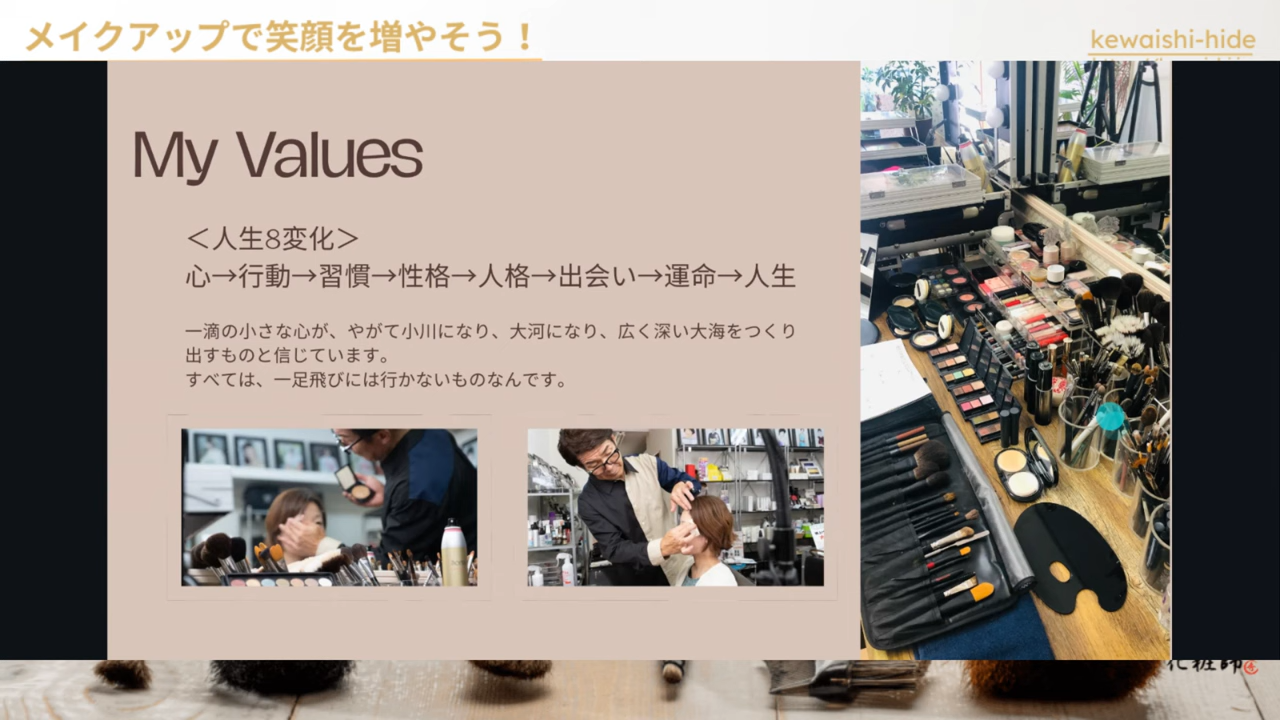 メイクアップで笑顔を増やそう！
kewaishi-hide
My Values
＜人生8変化＞
心→行動→習慣→性格→人格→出会い→運命→人生
一滴の小さな心が、やがて小川になり、大河になり、広く深い大海をつくり
出すものと信じています。
すべては、一足飛びには行かないものなんです。
化粧師